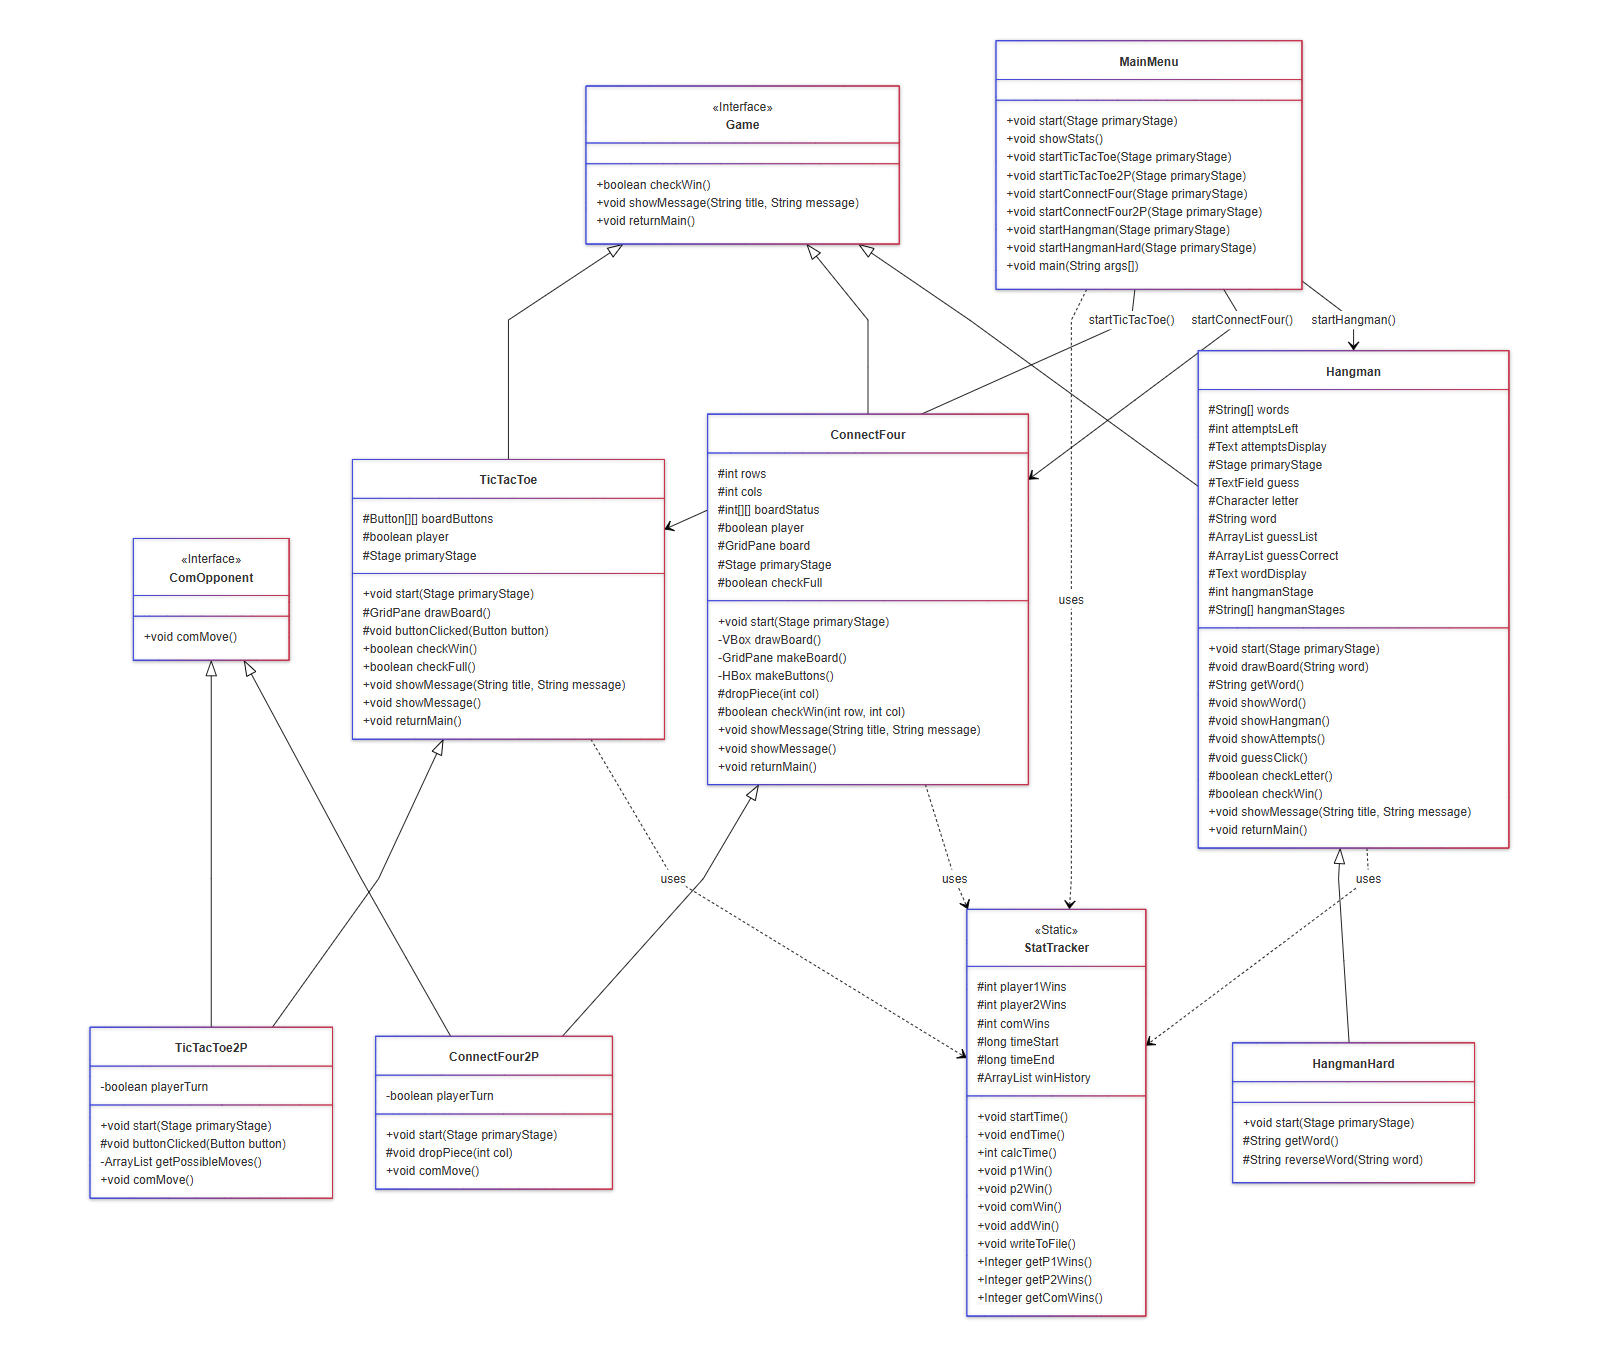 MainMenu
+void start(Stage primaryStage)
+void showStats()
+void startTicTacToe(Stage primaryStage)
+void startTicTacToe2P(Stage primaryStage)
+void startConnectFour(Stage primaryStage)
+void startConnectFour2P(Stage primaryStage)
+void startHangman(Stage primaryStage)
+void startHangmanHard(Stage primaryStage)
+void main(String args[])
«Interface»
Game
+boolean checkWin()
+void showMessage(String title, String message)
+void returnMain()
startTicTacToe()
startConnectFour()
startHangman()
Hangman
#String[] words
#int attemptsLeft
#Text attemptsDisplay
#Stage primaryStage
#TextField guess
#Character letter
#String word
#ArrayList guessList
#ArrayList guessCorrect
#Text wordDisplay
#int hangmanStage
#String[] hangmanStages
+void start(Stage primaryStage)
#void drawBoard(String word)
#String getWord()
#void showWord()
#void showHangman()
#void showAttempts()
#void guessClick()
#boolean checkLetter()
#boolean checkWin()
+void showMessage(String title, String message)
+void returnMain()
ConnectFour
#int rows
#int cols
#int[][] boardStatus
#boolean player
#GridPane board
#Stage primaryStage
#boolean checkFull
+void start(Stage primaryStage)
-VBox drawBoard()
-GridPane makeBoard()
-HBox makeButtons()
#dropPiece(int col)
#boolean checkWin(int row, int col)
+void showMessage(String title, String message)
+void showMessage()
+void returnMain()
TicTacToe
#Button[][] boardButtons
#boolean player
#Stage primaryStage
+void start(Stage primaryStage)
#GridPane drawBoard()
#void buttonClicked(Button button)
+boolean checkWin()
+boolean checkFull()
+void showMessage(String title, String message)
+void showMessage()
+void returnMain()
«Interface»
ComOpponent
+void comMove()
uses
uses
uses
uses
«Static»
StatTracker
#int player1Wins
#int player2Wins
#int comWins
#long timeStart
#long timeEnd
#ArrayList winHistory
+void startTime()
+void endTime()
+int calcTime()
+void p1Win()
+void p2Win()
+void comWin()
+void addWin()
+void writeToFile()
+Integer getP1Wins()
+Integer getP2Wins()
+Integer getComWins()
TicTacToe2P
-boolean playerTurn
+void start(Stage primaryStage)
#void buttonClicked(Button button)
-ArrayList getPossibleMoves()
+void comMove()
ConnectFour2P
-boolean playerTurn
+void start(Stage primaryStage)
#void dropPiece(int col)
+void comMove()
HangmanHard
+void start(Stage primaryStage)
#String getWord()
#String reverseWord(String word)